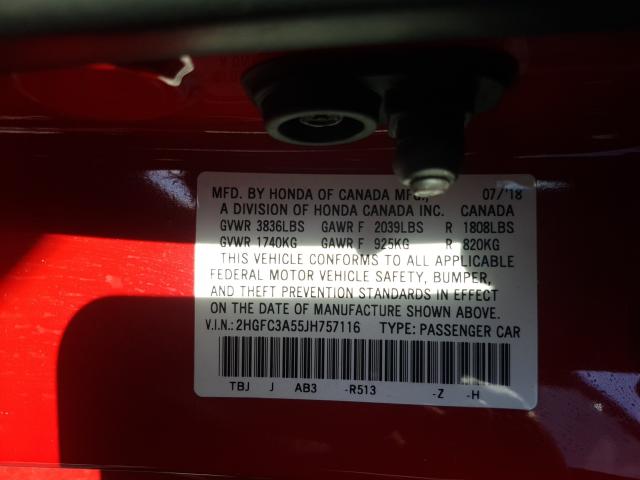 MFD. BY HONDA OF CANADA MFG., 07/'18
A DIVISION OF HONDA CANADA INC. CANADA
GVWR 3836LBS GAWR F 2039LBS R 1808LBS
GVWR 1740KG GAWR F 925KG R 820KG
THIS VEHICLE CONFORMS TO ALL APPLICABLE
FEDERAL MOTOR VEHICLE SAFETY, BUMPER,
AND THEFT PREVENTION STANDARDS IN EFFECT
ON THE DATE OF MANUFACTURE SHOWN ABOVE.
V.I.N.: 2HGFC3A55JH757116 TYPE: PASSENGER CAR
TBJ J AB3 -R513 -Z -H